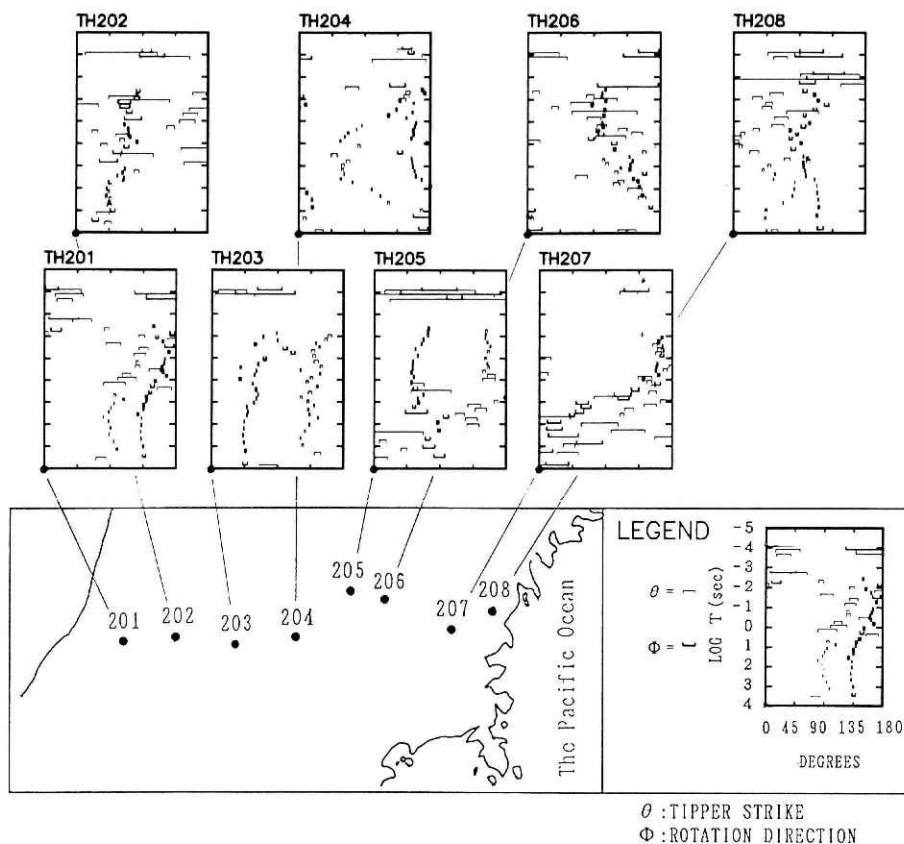 TH202
TH204
TH206
TH208
TH201
TH203
TH205
TH207
201
202
203
204
205
206
207
208
The Pacific Ocean
LEGEND
θ =
Φ =
LOG T (sec)
-5
-4
-3
-2
-1
0
1
2
3
4
0 45 90 135 180
DEGREES
θ :TIPPER STRIKE
Φ :ROTATION DIRECTION